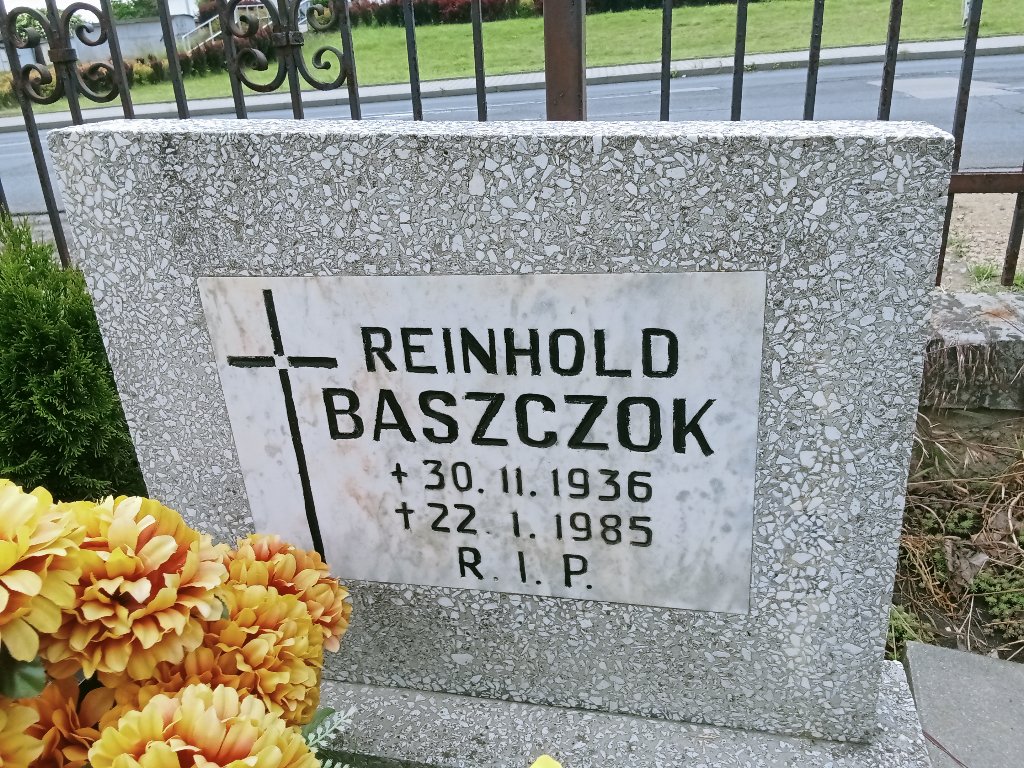 REINHOLD
BASZCZOK
+ 30. 11. 1936
+ 22. 1. 1985
R. I. P.